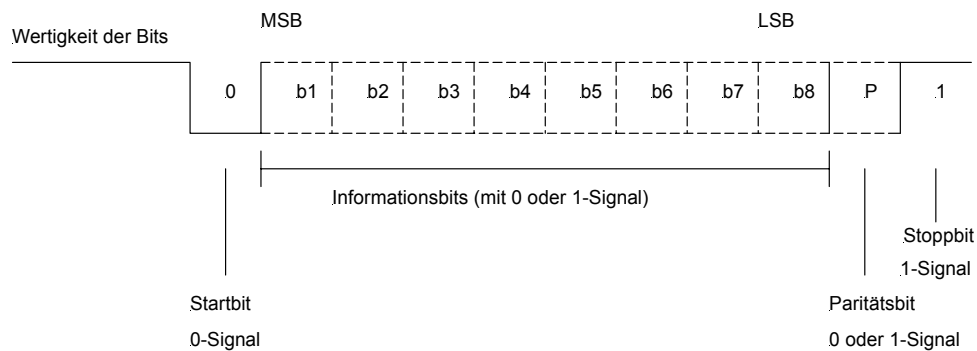 MSB LSB
Wertigkeit der Bits
0 b1 b2 b3 b4 b5 b6 b7 b8 P 1
Informationsbits (mit 0 oder 1-Signal)
Stoppbit
1-Signal
Startbit Paritätsbit
0-Signal 0 oder 1-Signal